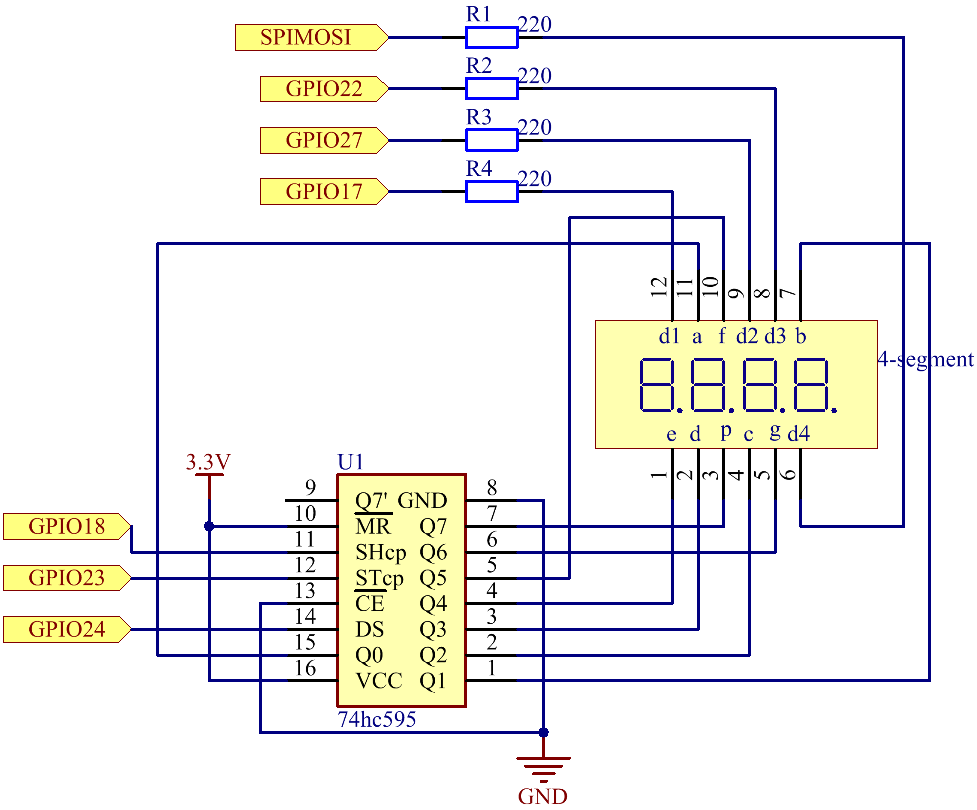 R1
SPIMOSI 220
R2
GPIO22 220
R3
GPIO27 220
R4
GPIO17 220
12 11 10 9 8 7
d1 a f d2 d3 b
4-segment
e d p c g d4
1 2 3 4 5 6
3.3V U1
9 Q7' GND 8
10 MR Q7 7
GPIO18 11 SHcp Q6 6
GPIO23 12 STcp Q5 5
13 CE Q4 4
GPIO24 14 DS Q3 3
15 Q0 Q2 2
16 VCC Q1 1
74hc595
GND